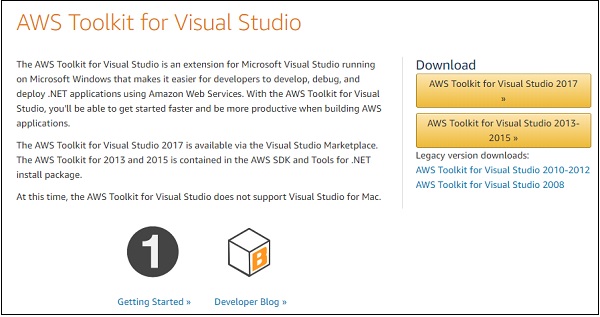 AWS Toolkit for Visual Studio
The AWS Toolkit for Visual Studio is an extension for Microsoft Visual Studio running
on Microsoft Windows that makes it easier for developers to develop, debug, and
deploy .NET applications using Amazon Web Services. With the AWS Toolkit for Visual
Studio, you'll be able to get started faster and be more productive when building AWS
applications.
The AWS Toolkit for Visual Studio 2017 is available via the Visual Studio Marketplace.
The AWS Toolkit for 2013 and 2015 is contained in the AWS SDK and Tools for .NET
install package.
At this time, the AWS Toolkit for Visual Studio does not support Visual Studio for Mac.
Download
AWS Toolkit for Visual Studio 2017
»
AWS Toolkit for Visual Studio 2013-
2015 »
Legacy version downloads:
AWS Toolkit for Visual Studio 2010-2012
AWS Toolkit for Visual Studio 2008
1
B
Getting Started »
Developer Blog »